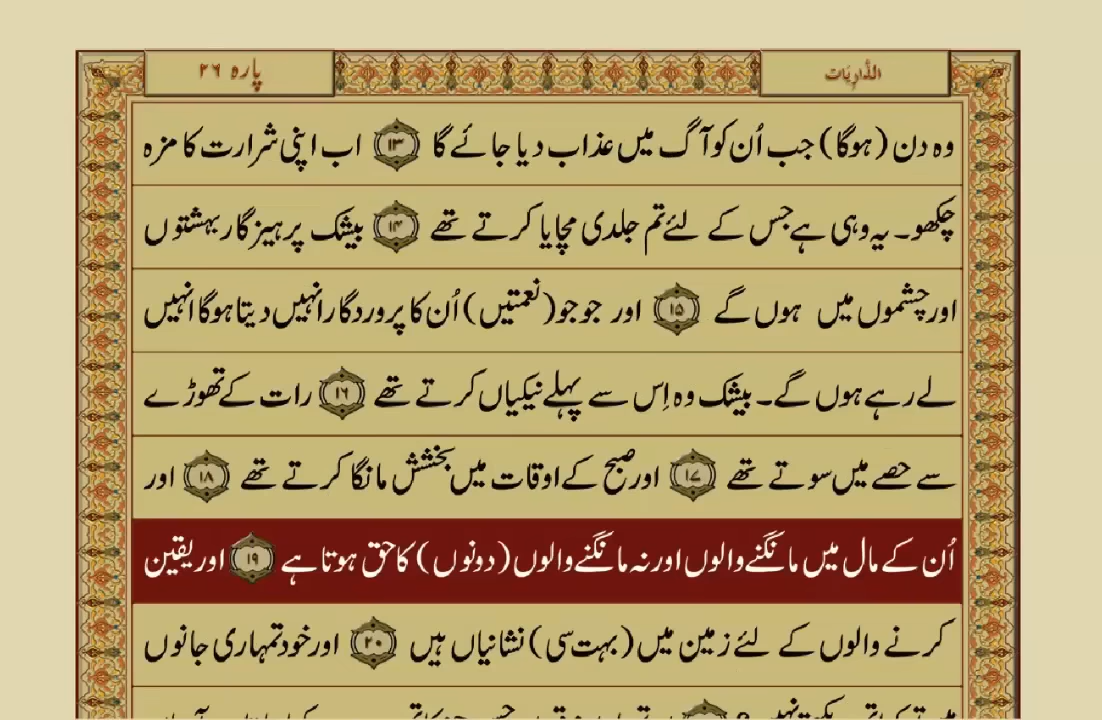 الذّٰارِیَات
پارہ ۲۶
وہ دن (ہوگا) جب اُن کو آگ میں عذاب دیا جائے گا ۱۳ اب اپنی شرارت کا مزہ
چکھو۔ یہ وہی ہے جس کے لئے تم جلدی مچایا کرتے تھے ۱۴ بیشک پرہیزگار بہشتوں
اور چشموں میں ہوں گے ۱۵ اور جو جو (نعمتیں) اُن کا پروردگار انہیں دیتا ہوگا انہیں
لے رہے ہوں گے۔ بیشک وہ اِس سے پہلے نیکیاں کرتے تھے ۱۶ رات کے تھوڑے
سے حصے میں سوتے تھے ۱۷ اور صبح کے اوقات میں بخشش مانگا کرتے تھے ۱۸ اور
اُن کے مال میں مانگنے والوں اور نہ مانگنے والوں (دونوں) کا حق ہوتا ہے ۱۹ اور یقین
کرنے والوں کے لئے زمین میں (بہت سی) نشانیاں ہیں ۲۰ اور خود تمہاری جانوں